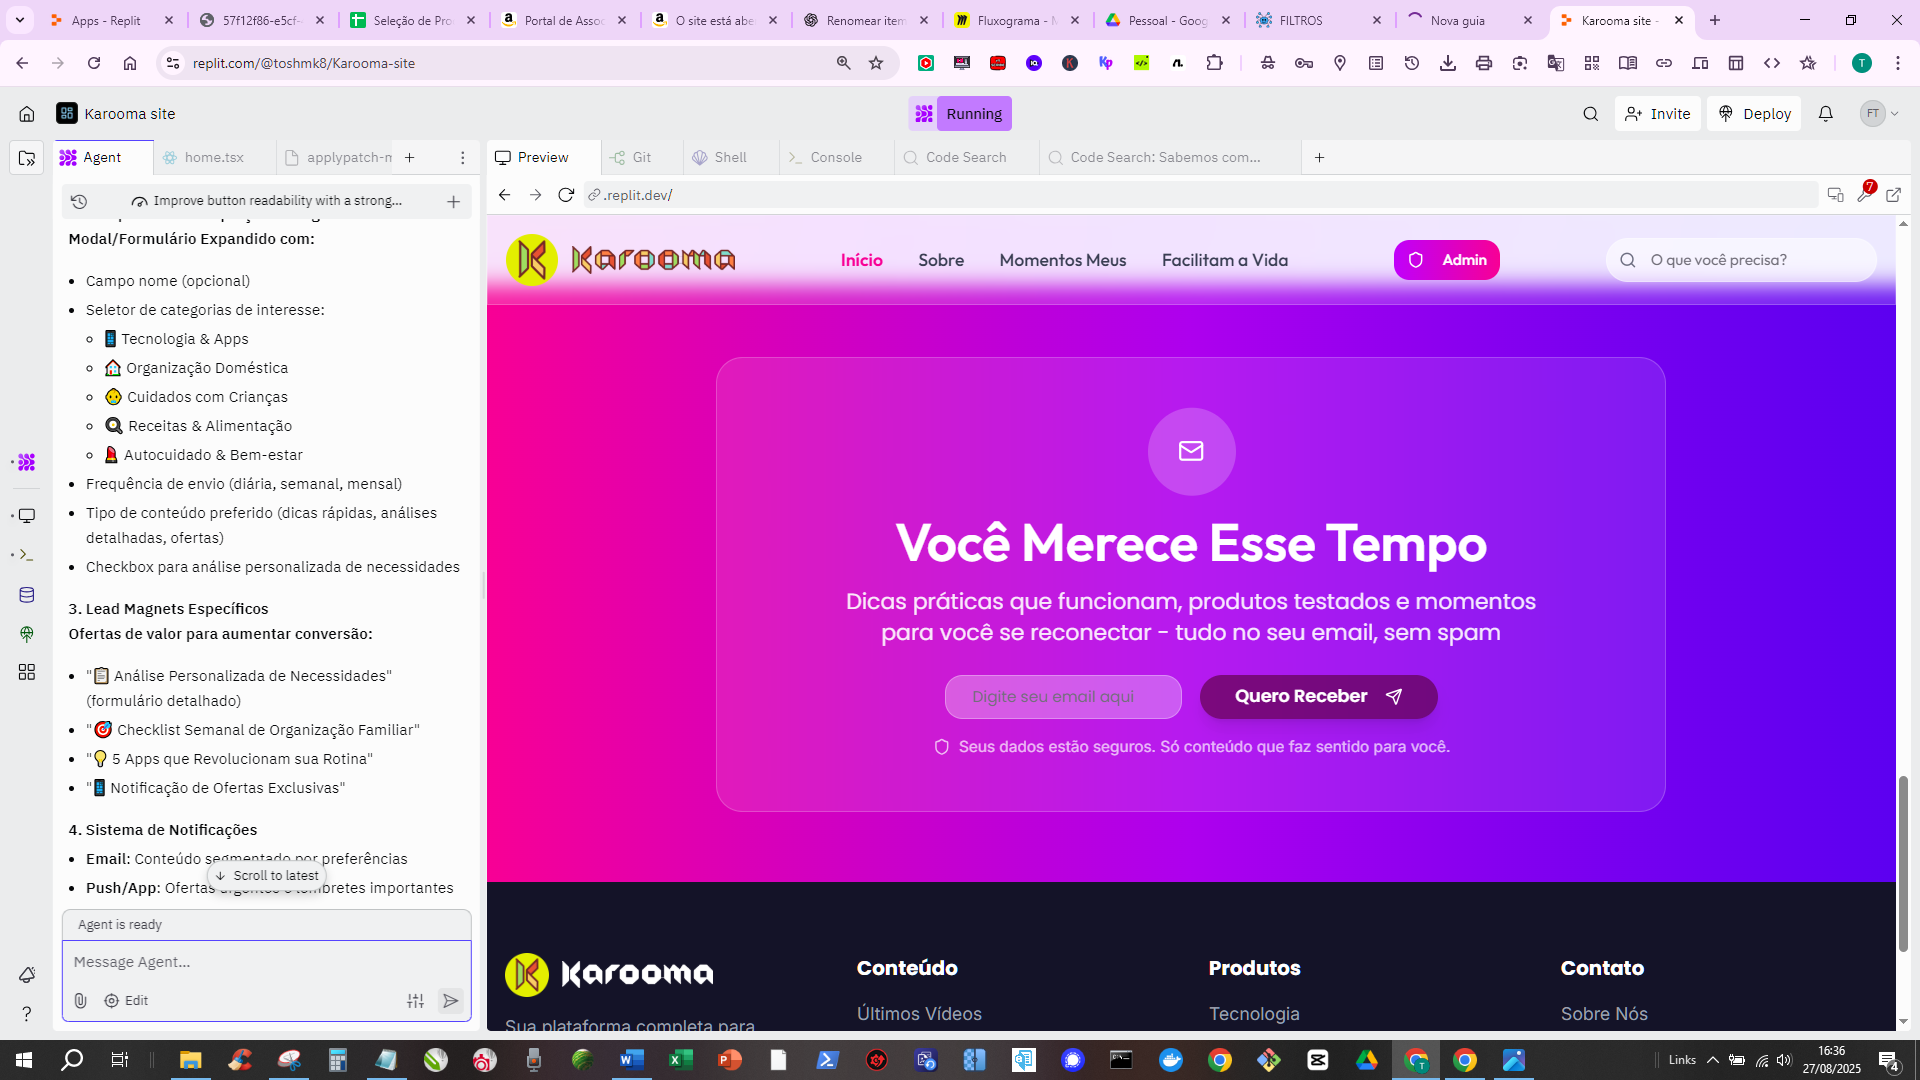 Apps - Replit
57f12f86-e5cf-
Seleção de Pro
Portal de Assoc
O site está abe
Renomear item
Fluxograma - M
Pessoal - Goog
FILTROS
Nova guia
Karooma site -
replit.com/@toshmk8/Karooma-site
T
Karooma site
Running
Invite
Deploy
FT
Agent
home.tsx
applypatch-m
Preview
Git
Shell
Console
Code Search
Code Search: Sabemos com...
Improve button readability with a strong...
.replit.dev/
7
Modal/Formulário Expandido com:
Campo nome (opcional)
Seletor de categorias de interesse:
Tecnologia & Apps
Organização Doméstica
Cuidados com Crianças
Receitas & Alimentação
Autocuidado & Bem-estar
Frequência de envio (diária, semanal, mensal)
Tipo de conteúdo preferido (dicas rápidas, análises
detalhadas, ofertas)
Checkbox para análise personalizada de necessidades
3. Lead Magnets Específicos
Ofertas de valor para aumentar conversão:
"📋 Análise Personalizada de Necessidades"
(formulário detalhado)
"🎯 Checklist Semanal de Organização Familiar"
"💡 5 Apps que Revolucionam sua Rotina"
"📱 Notificação de Ofertas Exclusivas"
4. Sistema de Notificações
Email: Conteúdo segmentado por preferências
Scroll to latest
Push/App: Ofertas urgentes e lembretes importantes
Agent is ready
Message Agent...
Edit
Karooma
Início
Sobre
Momentos Meus
Facilitam a Vida
Admin
O que você precisa?
Você Merece Esse Tempo
Dicas práticas que funcionam, produtos testados e momentos
para você se reconectar - tudo no seu email, sem spam
Digite seu email aqui
Quero Receber
Seus dados estão seguros. Só conteúdo que faz sentido para você.
Karooma
Sua plataforma completa para
Conteúdo
Últimos Vídeos
Produtos
Tecnologia
Contato
Sobre Nós
Links
16:36
27/08/2025
4